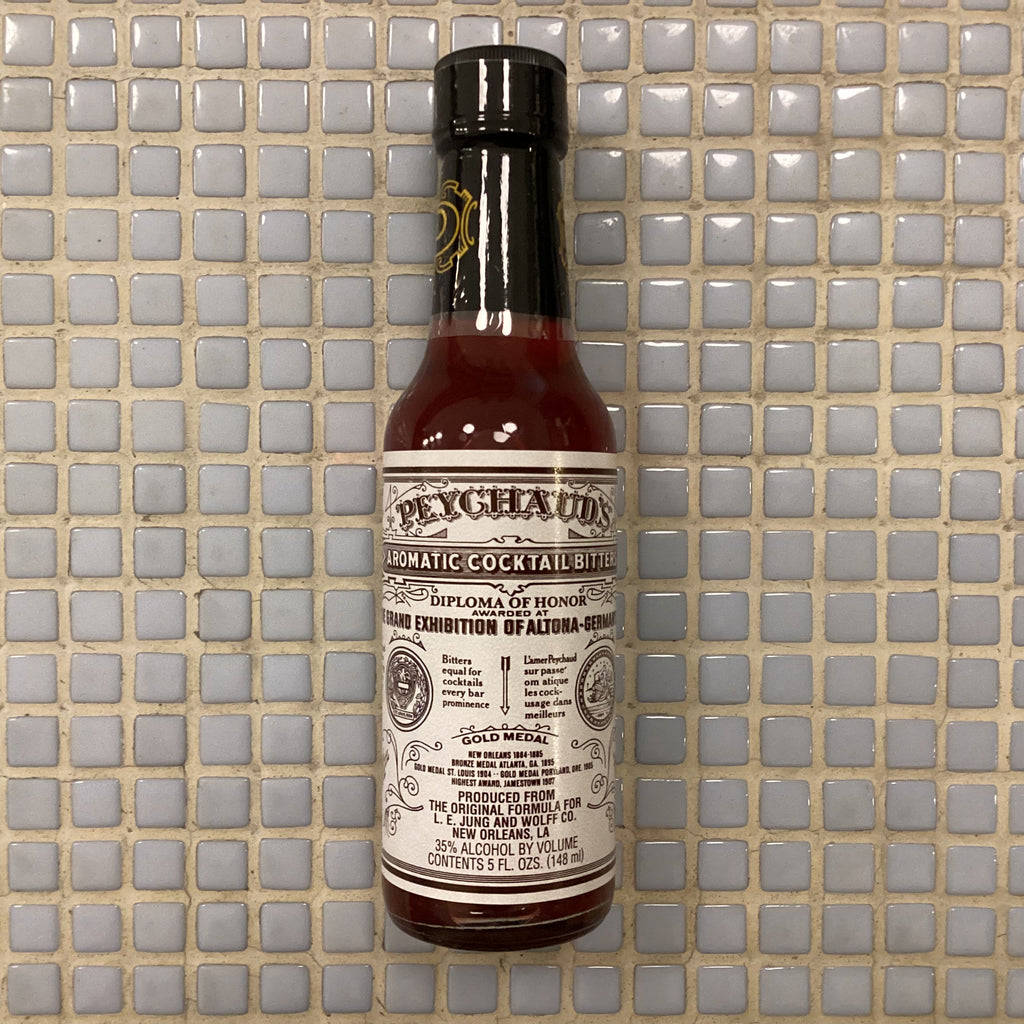 PEYCHAUD'S
AROMATIC COCKTAIL BITTERS
DIPLOMA OF HONOR
AWARDED AT
GRAND EXHIBITION OF ALTONA-GERMANY
Bitters
equal for
cocktails
every bar
prominence
L'amer Peychaud
sur passe'
om atique
les cock-
usage dans
meilleurs
GOLD MEDAL
NEW ORLEANS 1884-1885
BRONZE MEDAL ATLANTA, GA. 1895
GOLD MEDAL ST. LOUIS 1904 -- GOLD MEDAL PORTLAND, ORE. 1905
HIGHEST AWARD, JAMESTOWN 1907
PRODUCED FROM
THE ORIGINAL FORMULA FOR
L. E. JUNG AND WOLFF CO.
NEW ORLEANS, LA
35% ALCOHOL BY VOLUME
CONTENTS 5 FL. OZS. (148 ml)